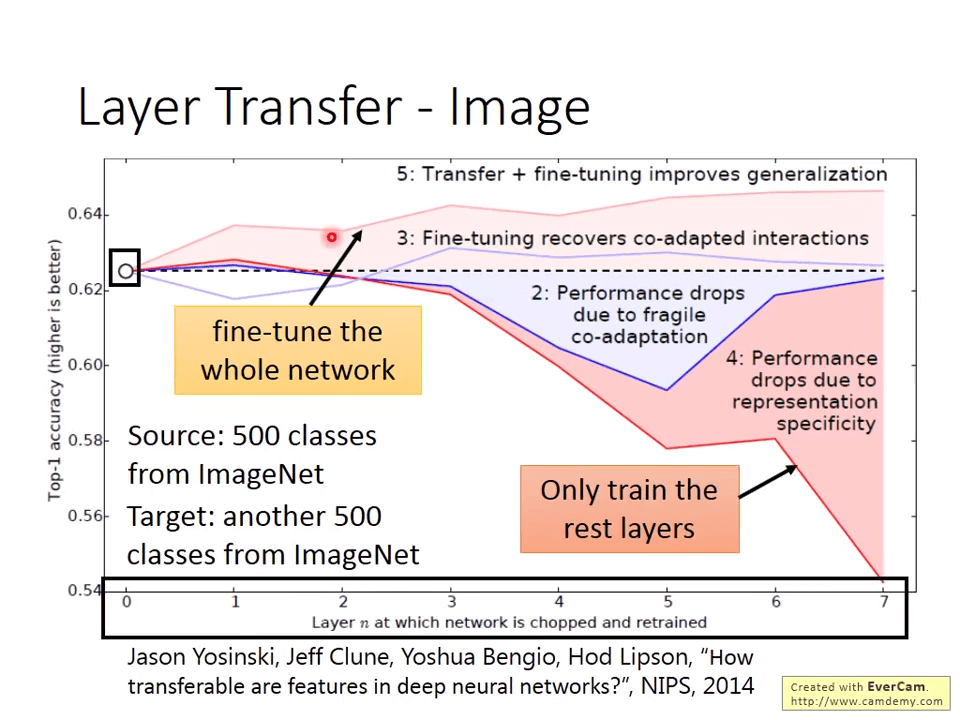 Layer Transfer - Image
5: Transfer + fine-tuning improves generalization
3: Fine-tuning recovers co-adapted interactions
2: Performance drops
due to fragile
co-adaptation
4: Performance
drops due to
representation
specificity
fine-tune the
whole network
Only train the
rest layers
Source: 500 classes
from ImageNet
Target: another 500
classes from ImageNet
Top-1 accuracy (higher is better)
0.64
0.62
0.60
0.58
0.56
0.54
0 1 2 3 4 5 6 7
Layer n at which network is chopped and retrained
Jason Yosinski, Jeff Clune, Yoshua Bengio, Hod Lipson, “How
transferable are features in deep neural networks?”, NIPS, 2014
Created with EverCam.
http://www.camdemy.com